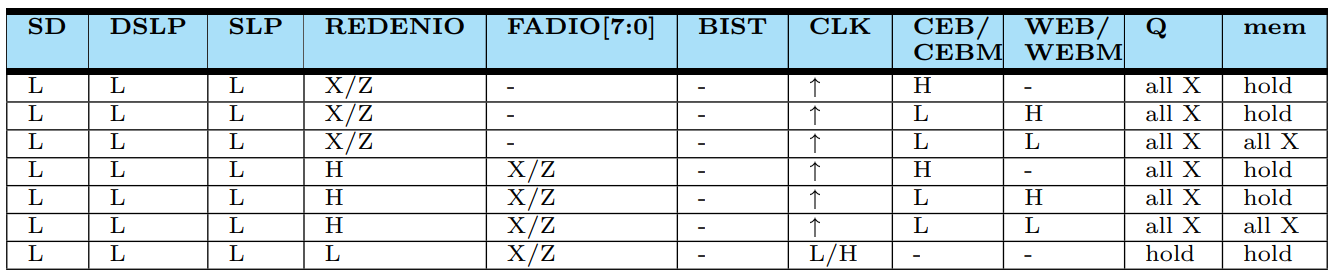 SD DSLP SLP REDENIO FADIO[7:0] BIST CLK CEB/ WEB/ Q mem
CEBM WEBM
L L L X/Z - - ↑ H - all X hold
L L L X/Z - - ↑ L H all X hold
L L L X/Z - - ↑ L L all X all X
L L L H X/Z - ↑ H - all X hold
L L L H X/Z - ↑ L H all X hold
L L L H X/Z - ↑ L L all X all X
L L L L X/Z - L/H - - hold hold